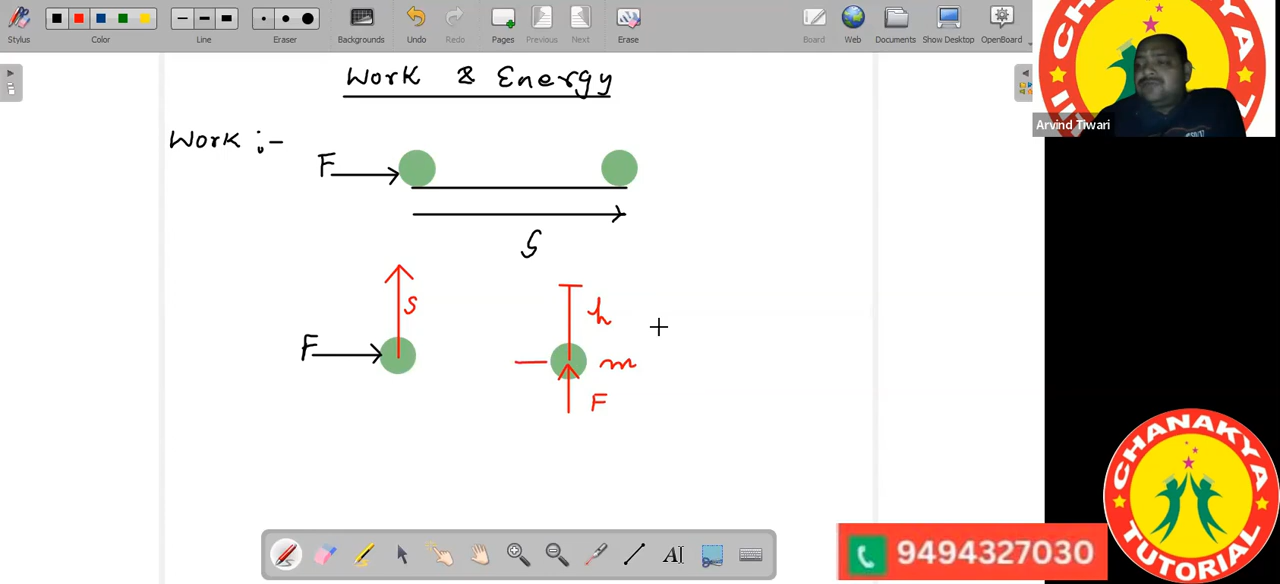 Stylus
Color
Line
Eraser
Backgrounds
Undo
Redo
Pages
Previous
Next
Erase
Board
Web
Documents
Show Desktop
OpenBoard
Arvind Tiwari
Work & Energy
Work :-
F
S
S
F
h
m
F
CHANAKYA
TUTORIAL
9494327030